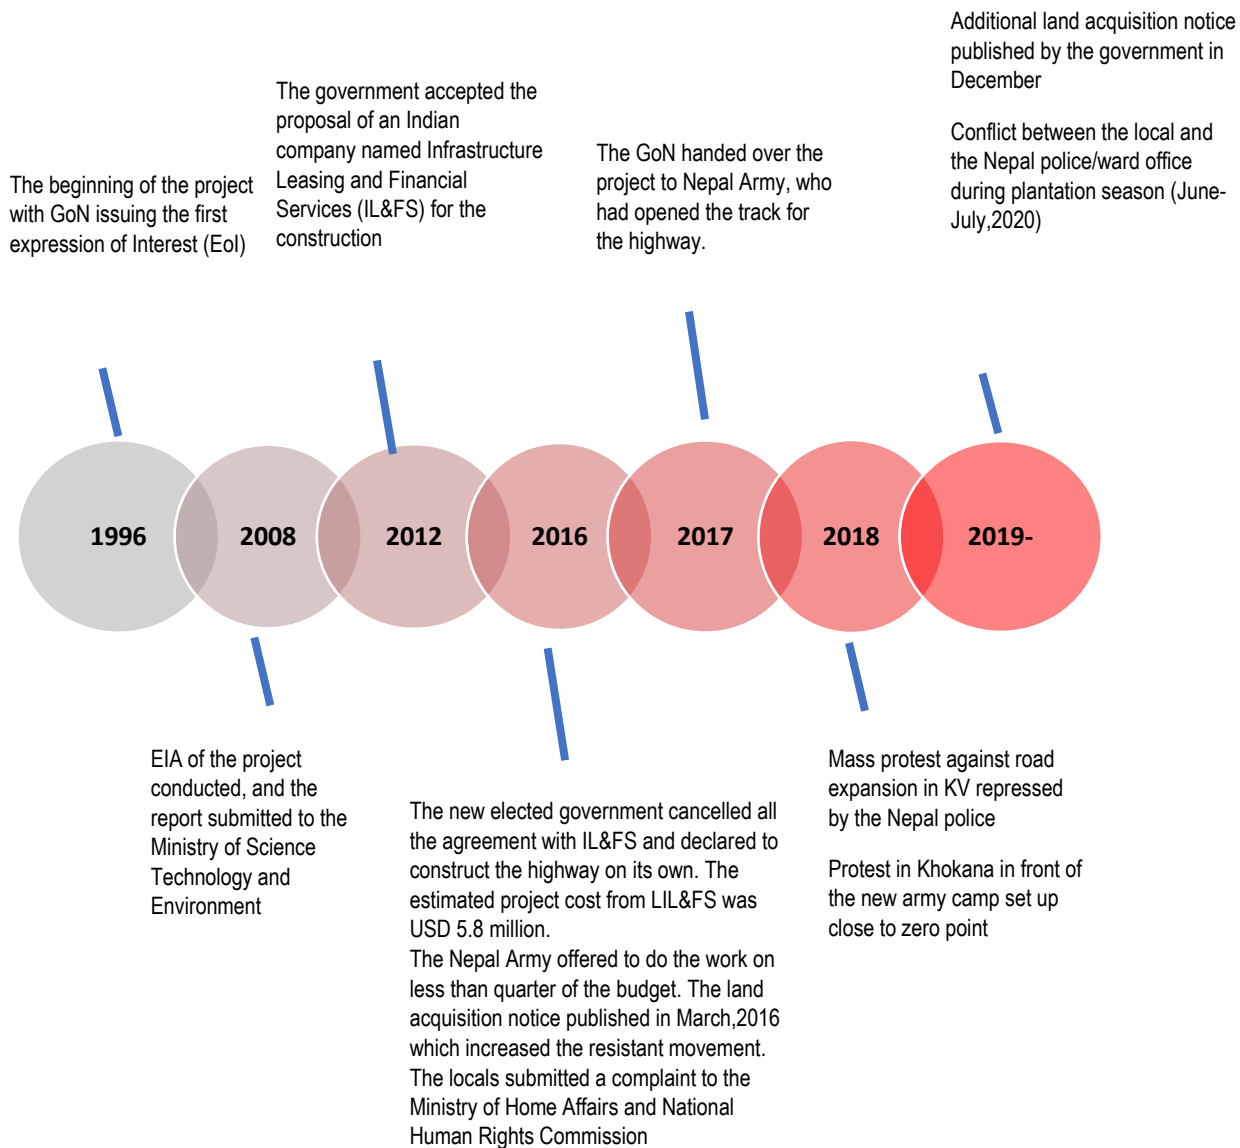 The beginning of the project
with GoN issuing the first
expression of Interest (EoI)
The government accepted the
proposal of an Indian
company named Infrastructure
Leasing and Financial
Services (IL&FS) for the
construction
The GoN handed over the
project to Nepal Army, who
had opened the track for
the highway.
Additional land acquisition notice
published by the government in
December
Conflict between the local and
the Nepal police/ward office
during plantation season (June-
July,2020)
1996
2008
2012
2016
2017
2018
2019-
EIA of the project
conducted, and the
report submitted to the
Ministry of Science
Technology and
Environment
The new elected government cancelled all
the agreement with IL&FS and declared to
construct the highway on its own. The
estimated project cost from LIL&FS was
USD 5.8 million.
The Nepal Army offered to do the work on
less than quarter of the budget. The land
acquisition notice published in March,2016
which increased the resistant movement.
The locals submitted a complaint to the
Ministry of Home Affairs and National
Human Rights Commission
Mass protest against road
expansion in KV repressed
by the Nepal police
Protest in Khokana in front of
the new army camp set up
close to zero point